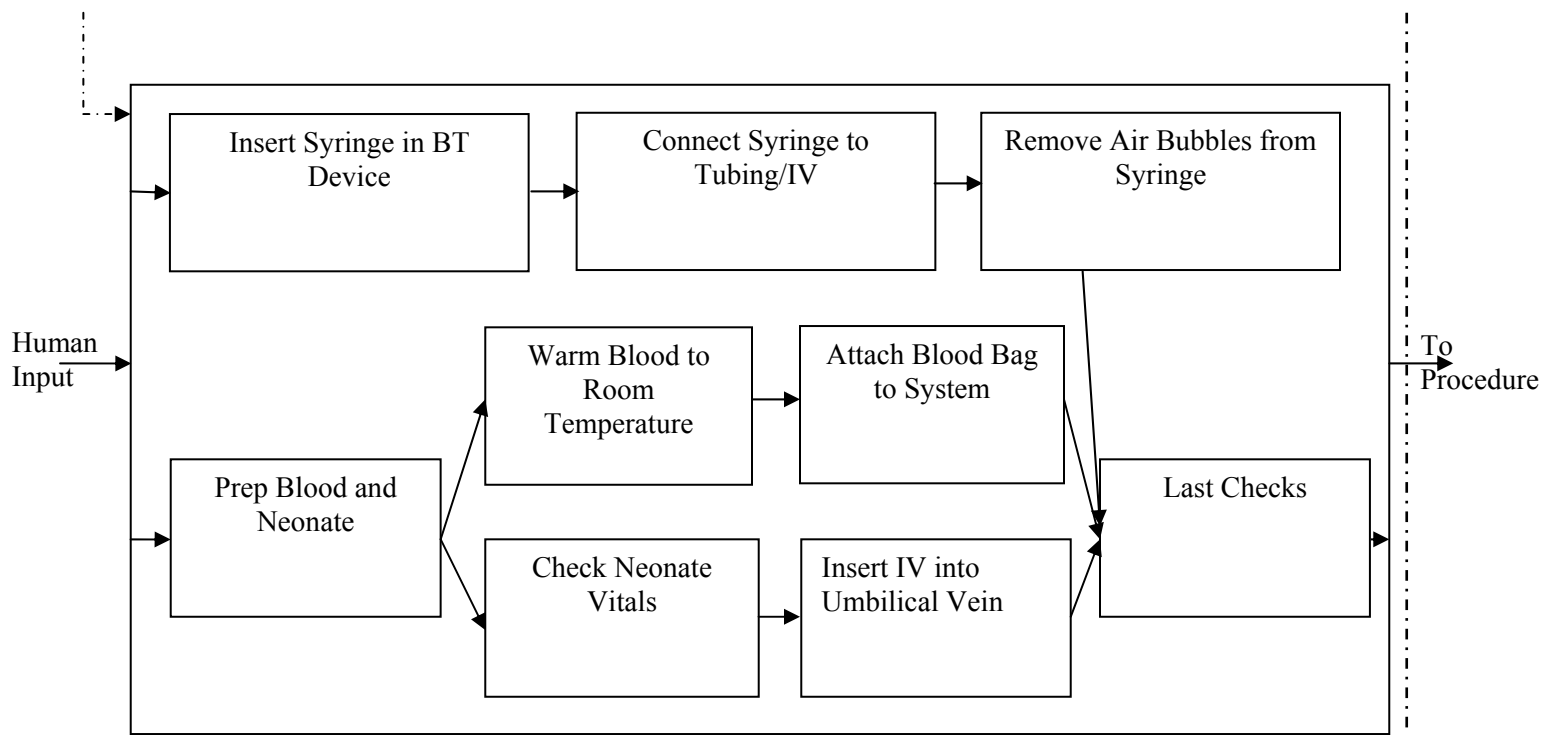 Insert Syringe in BT
Device
Connect Syringe to
Tubing/IV
Remove Air Bubbles from
Syringe
Human
Input
Warm Blood to
Room
Temperature
Attach Blood Bag
to System
To
Procedure
Prep Blood and
Neonate
Last Checks
Check Neonate
Vitals
Insert IV into
Umbilical Vein